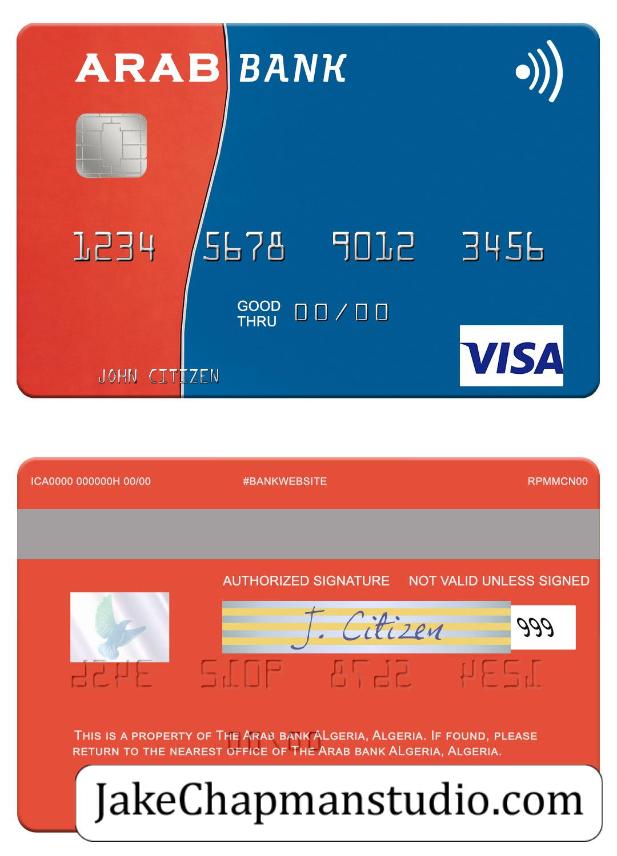 ARAB BANK
1234 5678 9012 3456
GOOD THRU 00/00
JOHN CITIZEN
VISA
ICA0000 000000H 00/00 #BANKWEBSITE RPMMCN00
AUTHORIZED SIGNATURE NOT VALID UNLESS SIGNED
J. Citizen 999
THIS IS A PROPERTY OF THE ARAB BANK ALGERIA, ALGERIA. IF FOUND, PLEASE
RETURN TO THE NEAREST OFFICE OF THE ARAB BANK ALGERIA, ALGERIA.
JakeChapmanstudio.com